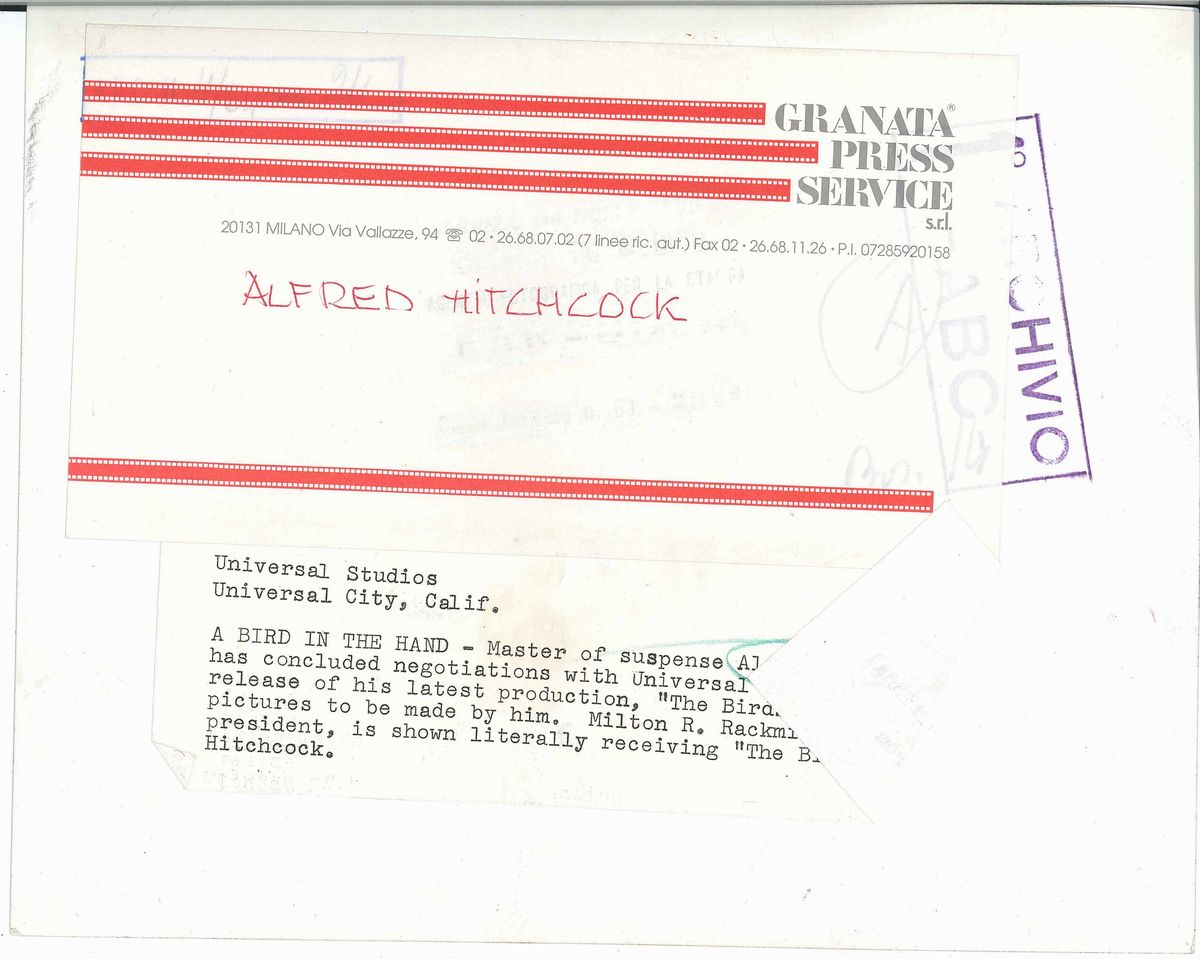 GRANATA®
PRESS
SERVICE
s.r.l.
20131 MILANO Via Vallazze, 94 ☎ 02 · 26.68.07.02 (7 linee ric. aut.) Fax 02 · 26.68.11.26 · P.I. 07285920158
ALFRED HITCHCOCK
ABC
Universal Studios
Universal City, Calif.
A BIRD IN THE HAND - Master of suspense
has concluded negotiations with Universal
release of his latest production, "The
pictures to be made by him. Milton R.
president, is shown literally receiving "The
Hitchcock.